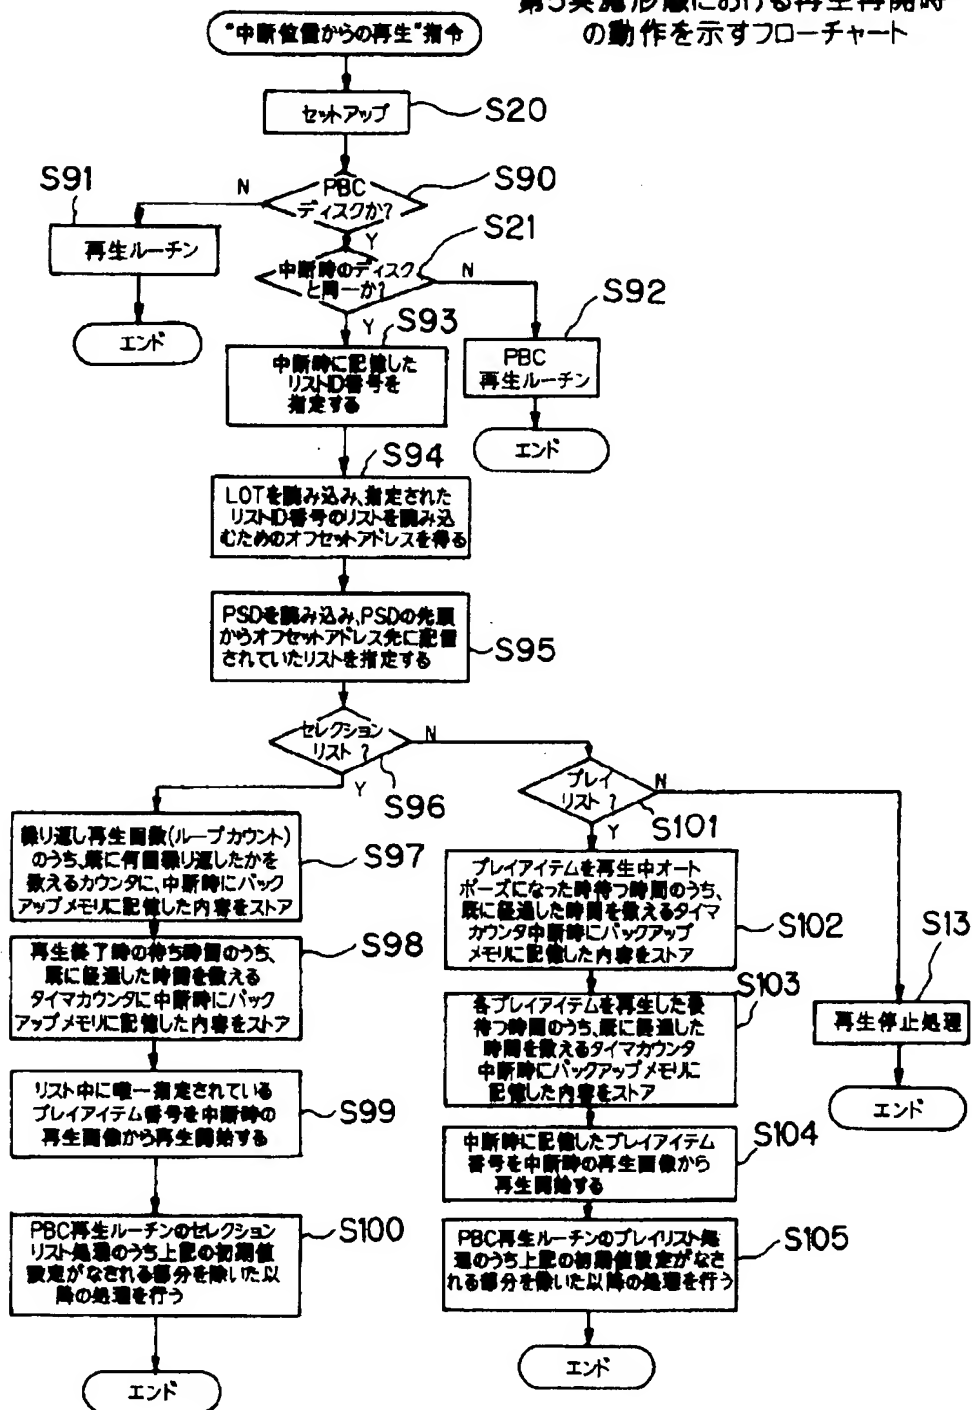 第5実施形態における再生再開時
の動作を示すフローチャート
"中断位置からの再生"指令
セットアップ
S20
S91
N
PBC
ディスクか?
S90
再生ルーチン
Y
S21
中断時のディスク
と同一か?
N
S92
エンド
Y
S93
PBC
再生ルーチン
中断時に記憶した
リストID番号を
指定する
エンド
S94
LOTを読み込み、指定された
リストID番号のリストを読み込
むためのオフセットアドレスを得る
PSDを読み込み、PSDの先頭
からオフセットアドレス先に配置
されていたリストを指定する
S95
セレクション
リスト?
N
S96
Y
プレイ
リスト?
N
S101
Y
繰り返し再生回数(ループカウント)
のうち、既に何回繰り返したかを
数えるカウンタに、中断時にバック
アップメモリに記憶した内容をストア
S97
プレイアイテムを再生中オート
ポーズになった時待つ時間のうち、
既に経過した時間を数えるタイマ
カウンタ中断時にバックアップ
メモリに記憶した内容をストア
S102
S13
再生終了時の待ち時間のうち、
既に経過した時間を数える
タイマカウンタに中断時にバック
アップメモリに記憶した内容をストア
S98
各プレイアイテムを再生した後
待つ時間のうち、既に経過した
時間を数えるタイマカウンタ
中断時にバックアップメモリに
記憶した内容をストア
S103
再生停止処理
エンド
リスト中に唯一指定されている
プレイアイテム番号を中断時の
再生画像から再生開始する
S99
中断時に記憶したプレイアイテム
番号を中断時の再生画像から
再生開始する
S104
PBC再生ルーチンのセレクション
リスト処理のうち上記の初期値
設定がなされる部分を除いた以
降の処理を行う
S100
PBC再生ルーチンのプレイリスト処
理のうち上記の初期値設定がなさ
れる部分を除いた以降の処理を行う
S105
エンド
エンド